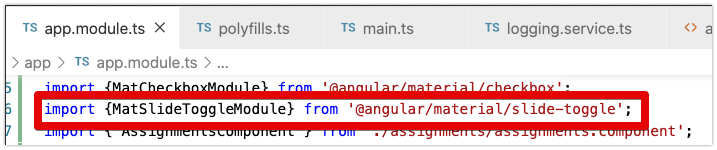 TS app.module.ts × TS polyfills.ts TS main.ts TS logging.service.ts <> a
app > TS app.module.ts > ...
5 import {MatCheckboxModule} from '@angular/material/checkbox';
6 import {MatSlideToggleModule} from '@angular/material/slide-toggle';
7 import { AssignmentsComponent } from './assignments/assignments.component';